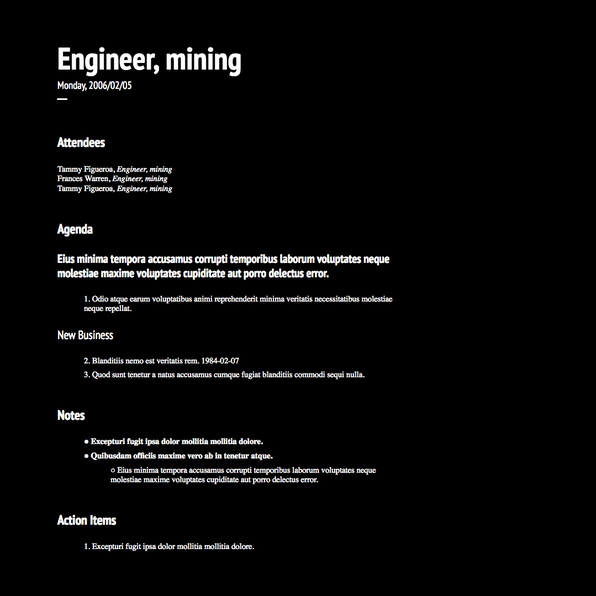 Engineer, mining
Monday, 2006/02/05
Attendees
Tammy Figueroa, Engineer, mining
Frances Warren, Engineer, mining
Tammy Figueroa, Engineer, mining
Agenda
Eius minima tempora accusamus corrupti temporibus laborum voluptates neque
molestiae maxime voluptates cupiditate aut porro delectus error.
1. Odio atque earum voluptatibus animi reprehenderit minima veritatis necessitatibus molestiae
neque repellat.
New Business
2. Blanditiis nemo est veritatis rem. 1984-02-07
3. Quod sunt tenetur a natus accusamus cumque fugiat blanditiis commodi sequi nulla.
Notes
● Excepturi fugit ipsa dolor mollitia mollitia dolore.
● Quibusdam officiis maxime vero ab in tenetur atque.
○ Eius minima tempora accusamus corrupti temporibus laborum voluptates neque
molestiae maxime voluptates cupiditate aut porro delectus error.
Action Items
1. Excepturi fugit ipsa dolor mollitia mollitia dolore.